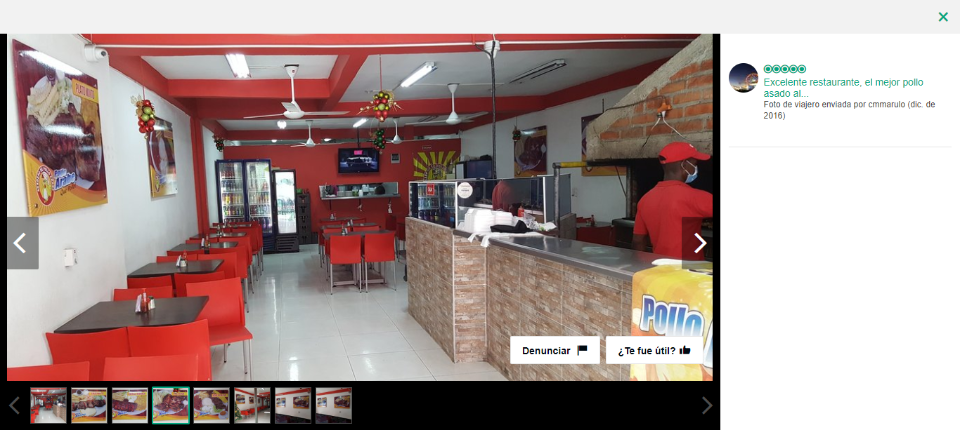 Excelente restaurante, el mejor pollo
asado al...
Foto de viajero enviada por cmmarulo (dic. de
2016)
Pollo
Denunciar
¿Te fue útil?